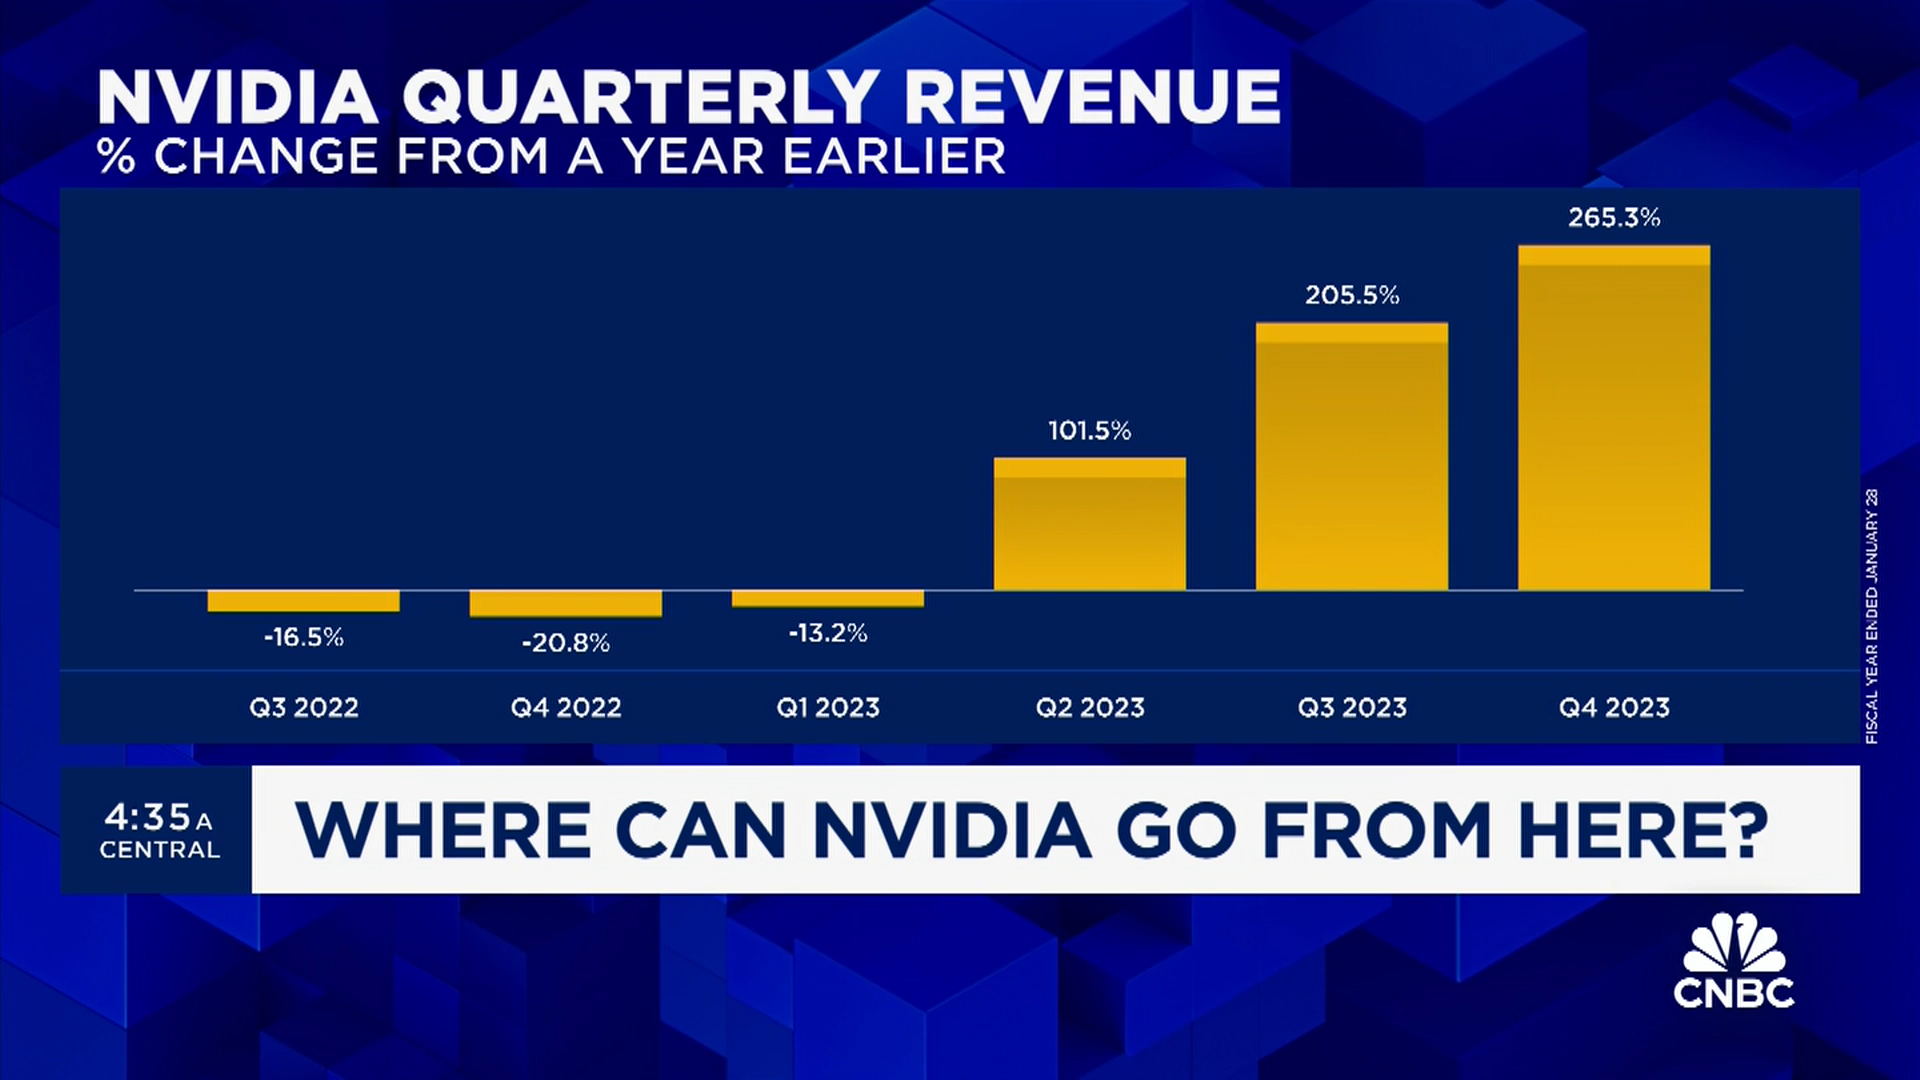 NVIDIA QUARTERLY REVENUE
% CHANGE FROM A YEAR EARLIER
265.3%
205.5%
101.5%
-16.5%
-20.8%
-13.2%
Q3 2022
Q4 2022
Q1 2023
Q2 2023
Q3 2023
Q4 2023
FISCAL YEAR ENDED JANUARY 28
4:35 A
CENTRAL
WHERE CAN NVIDIA GO FROM HERE?
CNBC